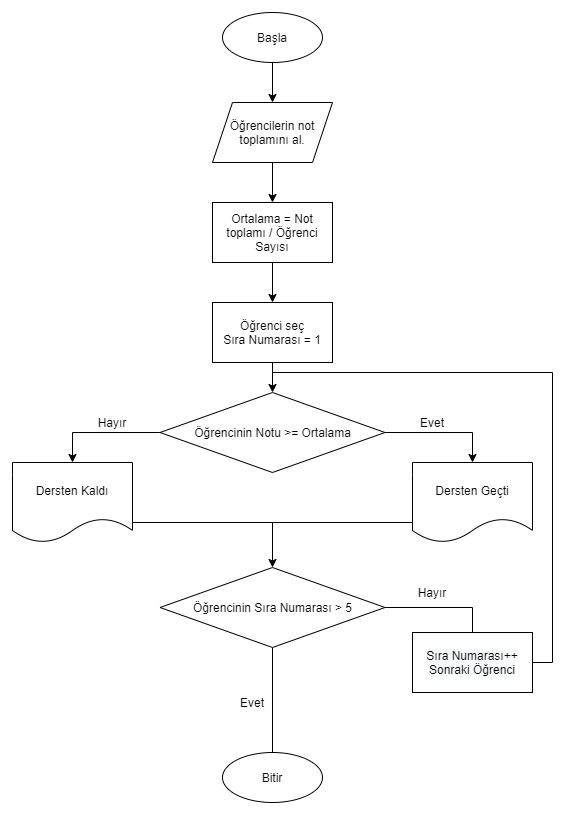 Başla
Öğrencilerin not
toplamını al.
Ortalama = Not
toplamı / Öğrenci
Sayısı
Öğrenci seç
Sıra Numarası = 1
Öğrencinin Notu >= Ortalama
Hayır
Evet
Dersten Kaldı
Dersten Geçti
Öğrencinin Sıra Numarası > 5
Hayır
Sıra Numarası++
Sonraki Öğrenci
Evet
Bitir